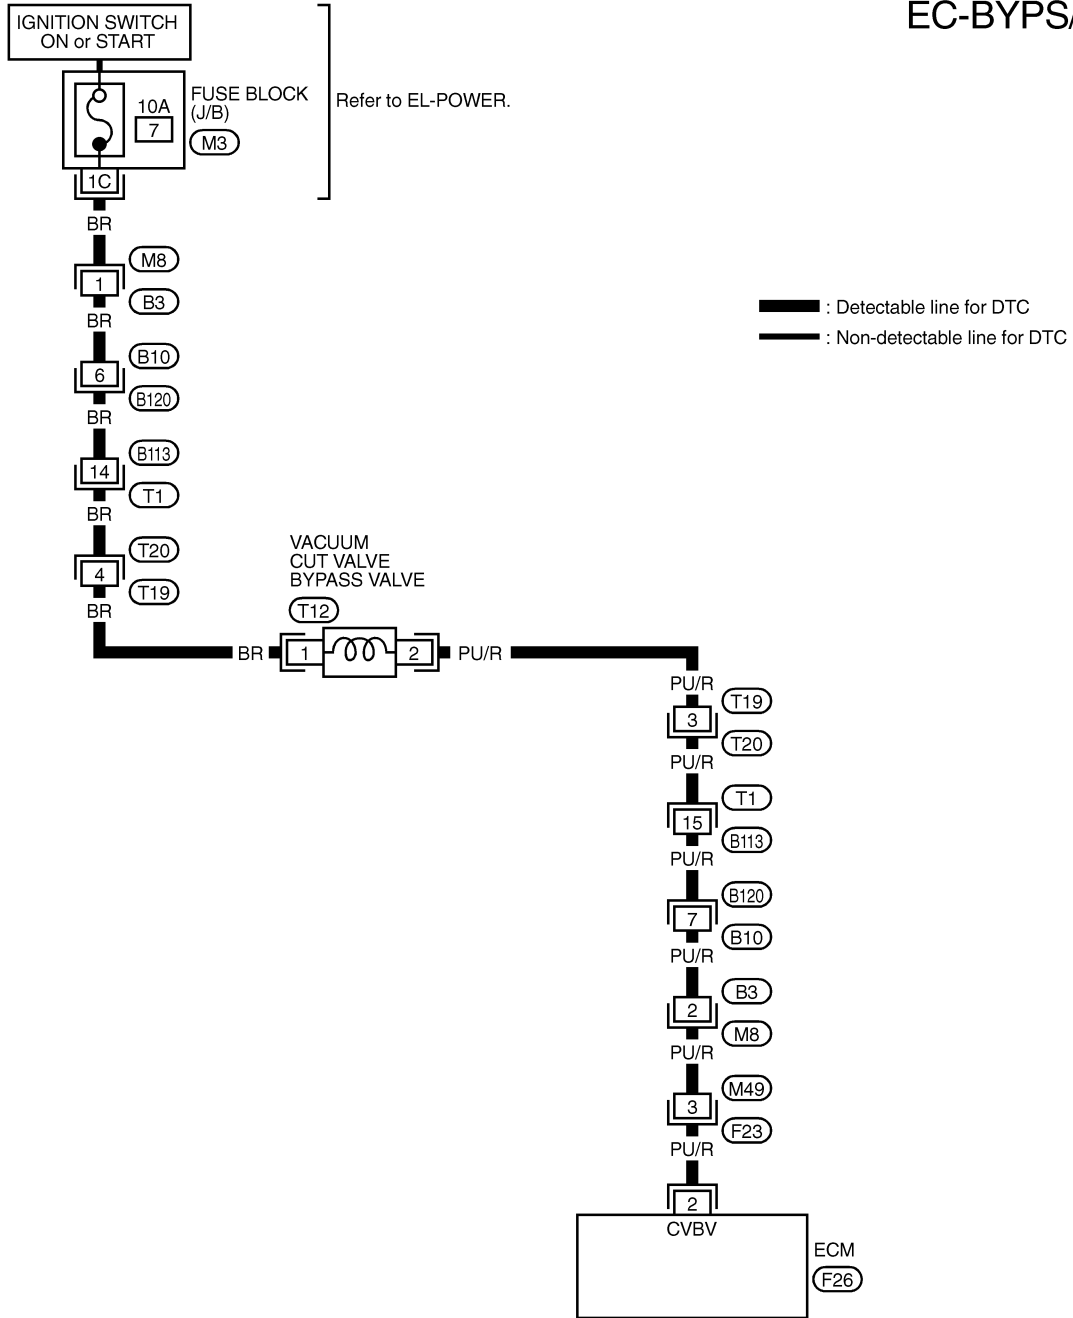 EC-BYPS/
IGNITION SWITCH
ON or START
FUSE BLOCK
(J/B)
10A
7
M3
Refer to EL-POWER.
1C
BR
M8
1
B3
BR
B10
6
B120
BR
B113
14
T1
BR
T20
4
T19
BR
: Detectable line for DTC
: Non-detectable line for DTC
VACUUM
CUT VALVE
BYPASS VALVE
T12
BR
1
2
PU/R
PU/R
T19
3
T20
PU/R
T1
15
B113
PU/R
B120
7
B10
PU/R
B3
2
M8
PU/R
M49
3
F23
PU/R
2
CVBV
ECM
F26